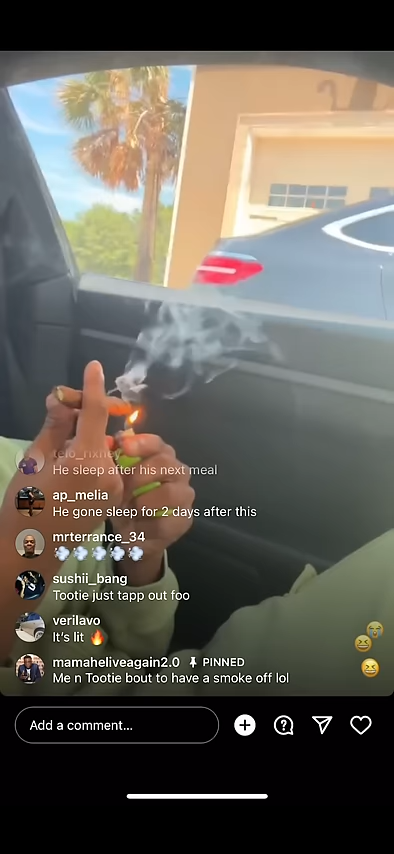 telo_rixhey
He sleep after his next meal
ap_melia
He gone sleep for 2 days after this
mrterrance_34
💨💨💨💨💨
sushii_bang
Tootie just tapp out foo
verilavo
It's lit 🔥
mamaheliveagain2.0 PINNED
Me n Tootie bout to have a smoke off lol
Add a comment...